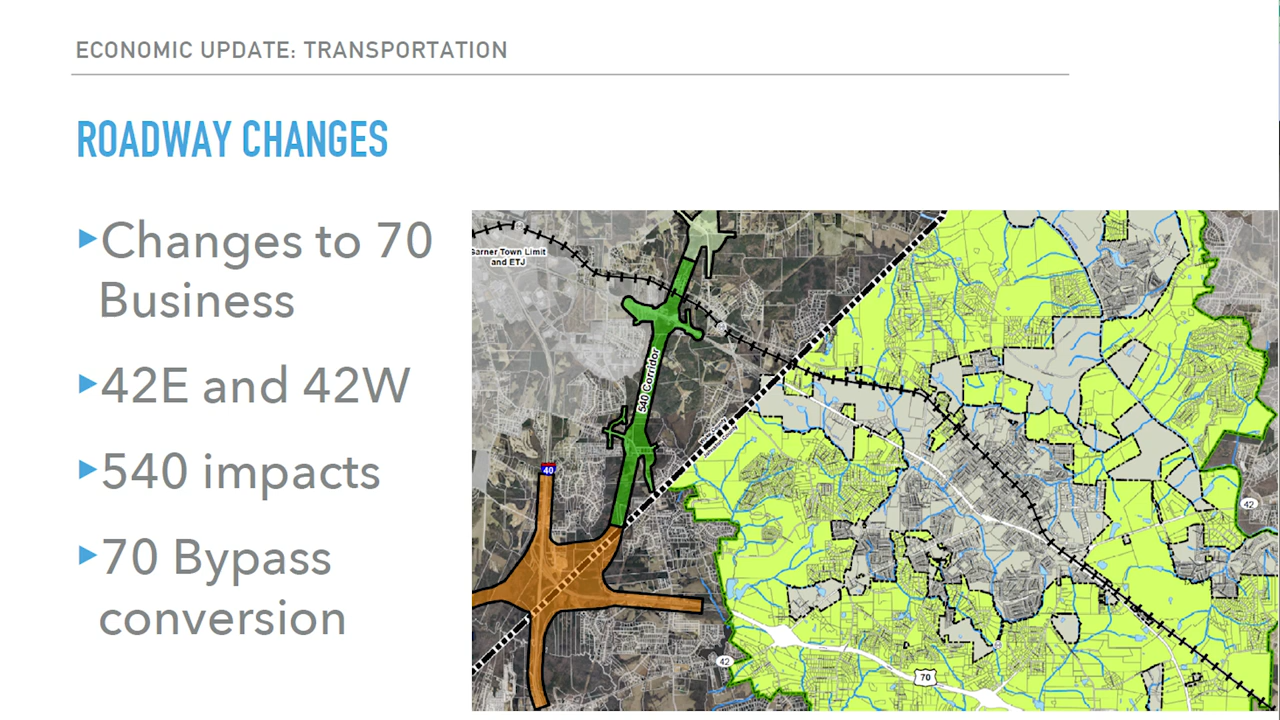 ECONOMIC UPDATE: TRANSPORTATION
ROADWAY CHANGES
▸Changes to 70
Business
▸42E and 42W
▸540 impacts
▸70 Bypass
conversion
Garner Town Limit
and ETJ
540 Corridor
40
42
42
70